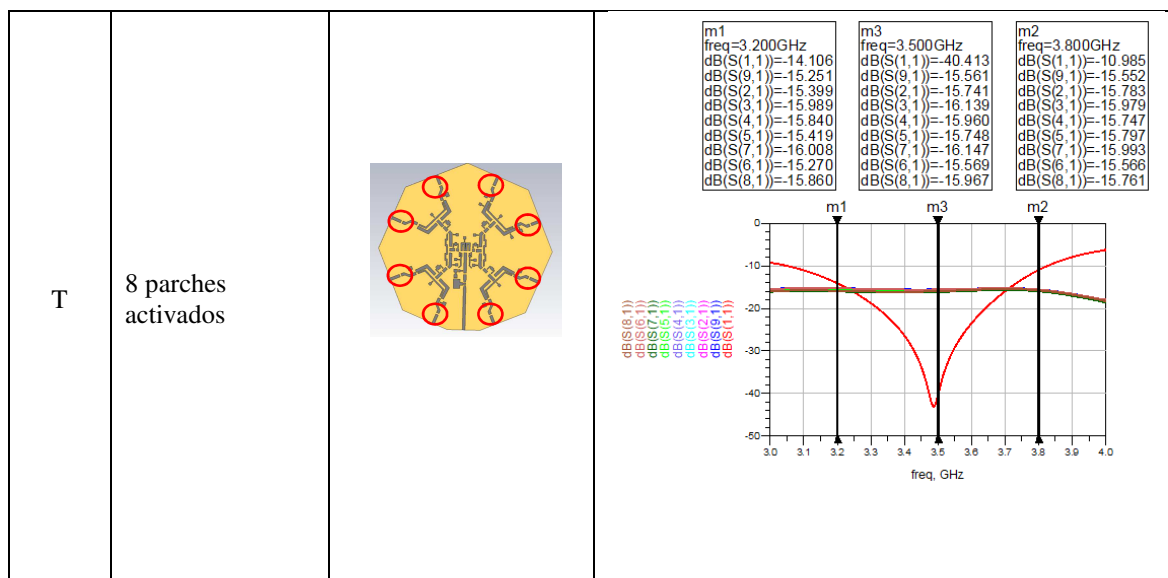 T
8 parches
activados
m1
freq=3.200GHz
dB(S(1,1))=-14.106
dB(S(9,1))=-15.251
dB(S(2,1))=-15.399
dB(S(3,1))=-15.989
dB(S(4,1))=-15.840
dB(S(5,1))=-15.419
dB(S(7,1))=-16.008
dB(S(6,1))=-15.270
dB(S(8,1))=-15.860
m3
freq=3.500GHz
dB(S(1,1))=-40.413
dB(S(9,1))=-15.561
dB(S(2,1))=-15.741
dB(S(3,1))=-16.139
dB(S(4,1))=-15.960
dB(S(5,1))=-15.748
dB(S(7,1))=-16.147
dB(S(6,1))=-15.569
dB(S(8,1))=-15.967
m2
freq=3.800GHz
dB(S(1,1))=-10.985
dB(S(9,1))=-15.552
dB(S(2,1))=-15.783
dB(S(3,1))=-15.979
dB(S(4,1))=-15.747
dB(S(5,1))=-15.797
dB(S(7,1))=-15.993
dB(S(6,1))=-15.566
dB(S(8,1))=-15.761
m1 m3 m2
0
-10
-20
-30
-40
-50
3.0 3.1 3.2 3.3 3.4 3.5 3.6 3.7 3.8 3.9 4.0
freq, GHz
dB(S(8,1))
dB(S(6,1))
dB(S(7,1))
dB(S(5,1))
dB(S(4,1))
dB(S(3,1))
dB(S(2,1))
dB(S(9,1))
dB(S(1,1))